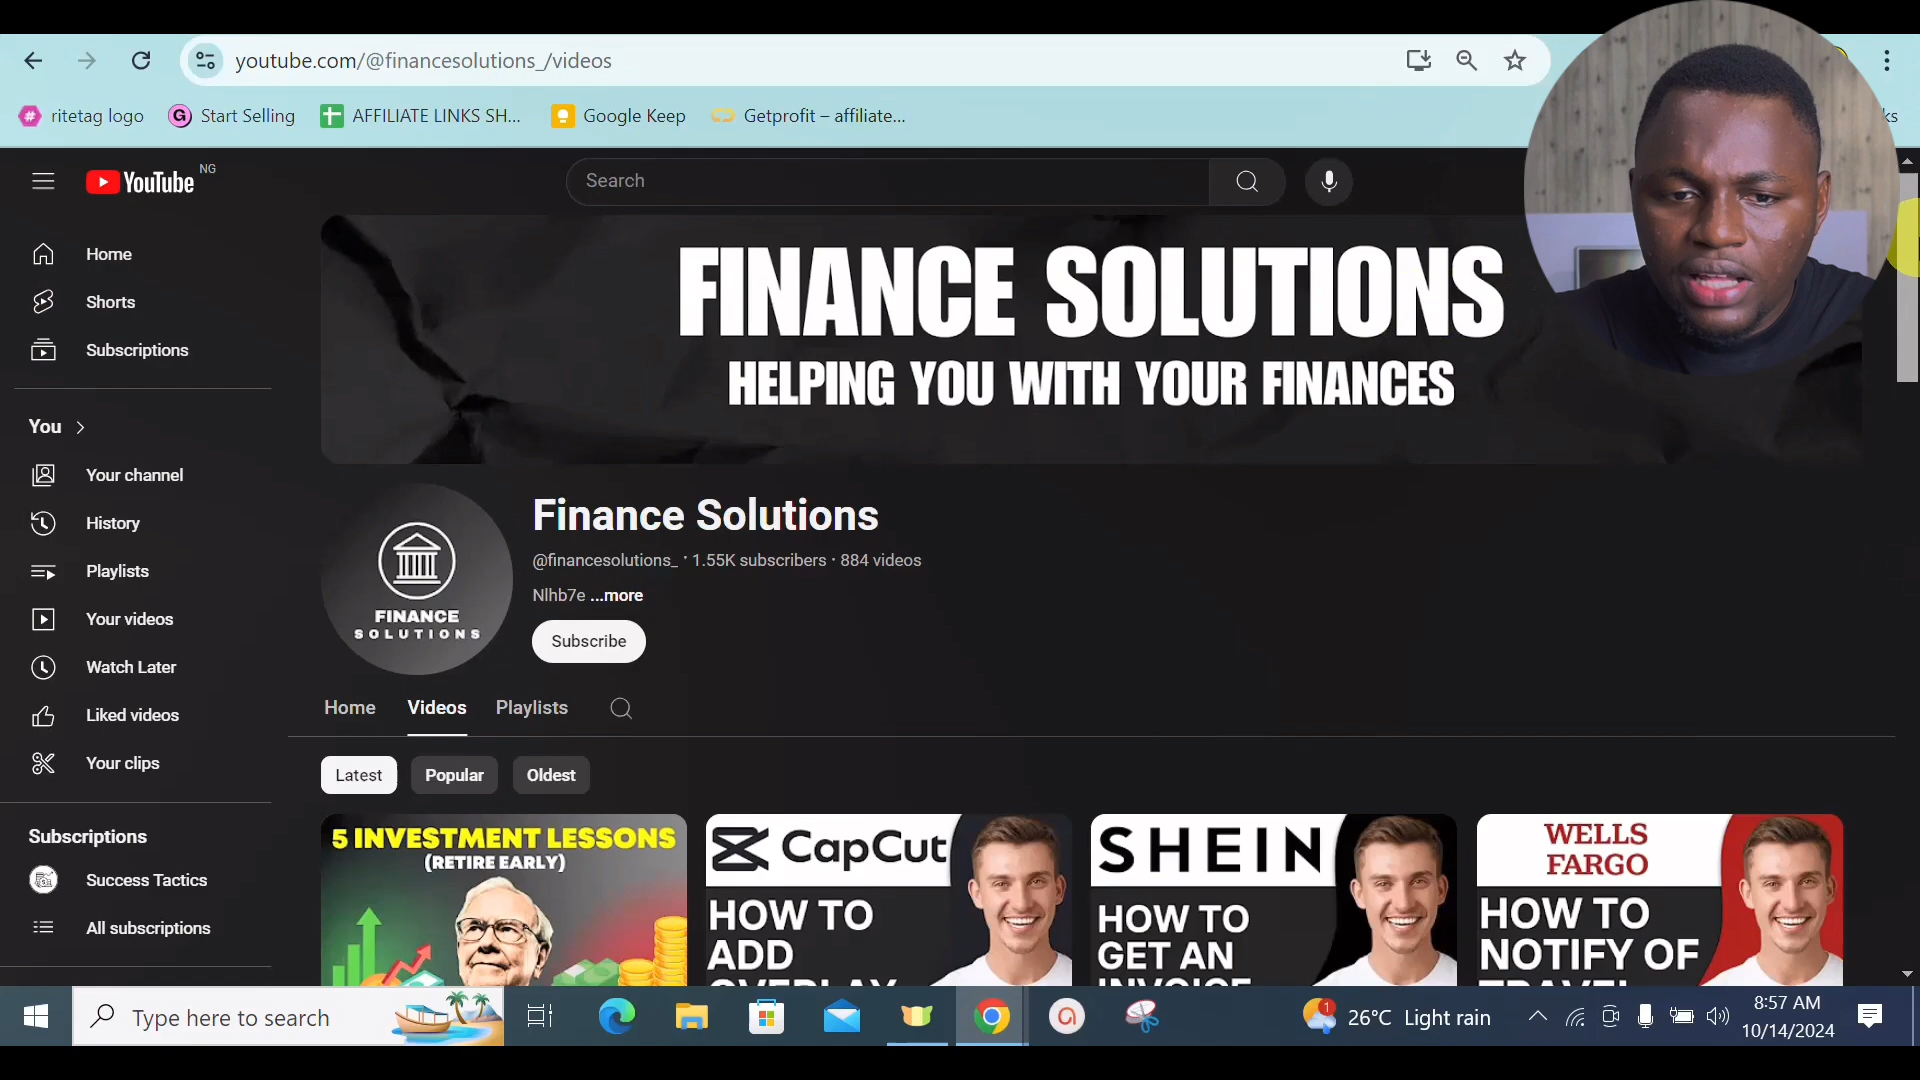 youtube.com/@financesolutions_/videos
ritetag logo
Start Selling
AFFILIATE LINKS SH...
Google Keep
Getprofit – affiliate...
YouTube NG
Search
Home
Shorts
Subscriptions
You
Your channel
History
Playlists
Your videos
Watch Later
Liked videos
Your clips
Subscriptions
Success Tactics
All subscriptions
FINANCE SOLUTIONS
HELPING YOU WITH YOUR FINANCES
FINANCE
SOLUTIONS
Finance Solutions
@financesolutions_ · 1.55K subscribers · 884 videos
Nlhb7e ...more
Subscribe
Home Videos Playlists
Latest Popular Oldest
5 INVESTMENT LESSONS
(RETIRE EARLY)
CapCut
HOW TO
ADD
OVERLAY
SHEIN
HOW TO
GET AN
INVOICE
WELLS
FARGO
HOW TO
NOTIFY OF
TRAVEL
Type here to search
1
26°C Light rain
8:57 AM
10/14/2024